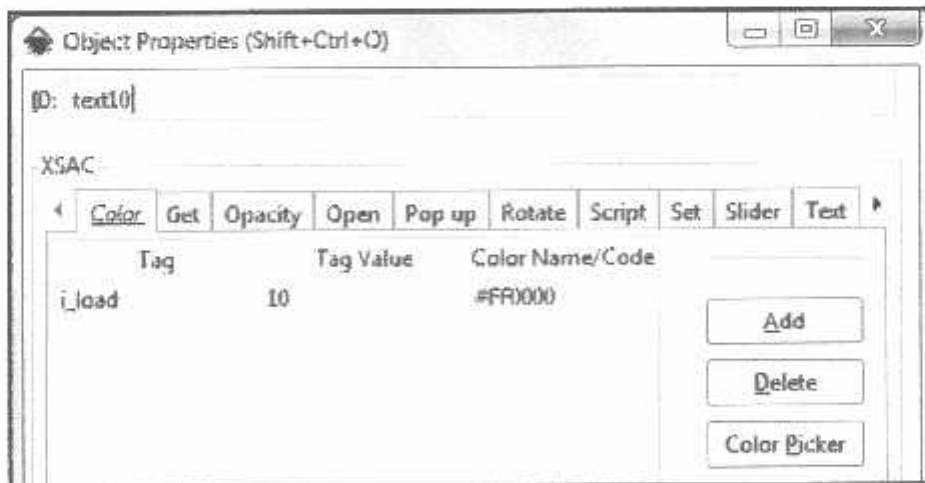 Object Properties (Shift+Ctrl+O)
ID: text10
XSAC
Color Get Opacity Open Pop up Rotate Script Set Slider Text
Tag Tag Value Color Name/Code
i_load 10 #FF0000
Add
Delete
Color Picker